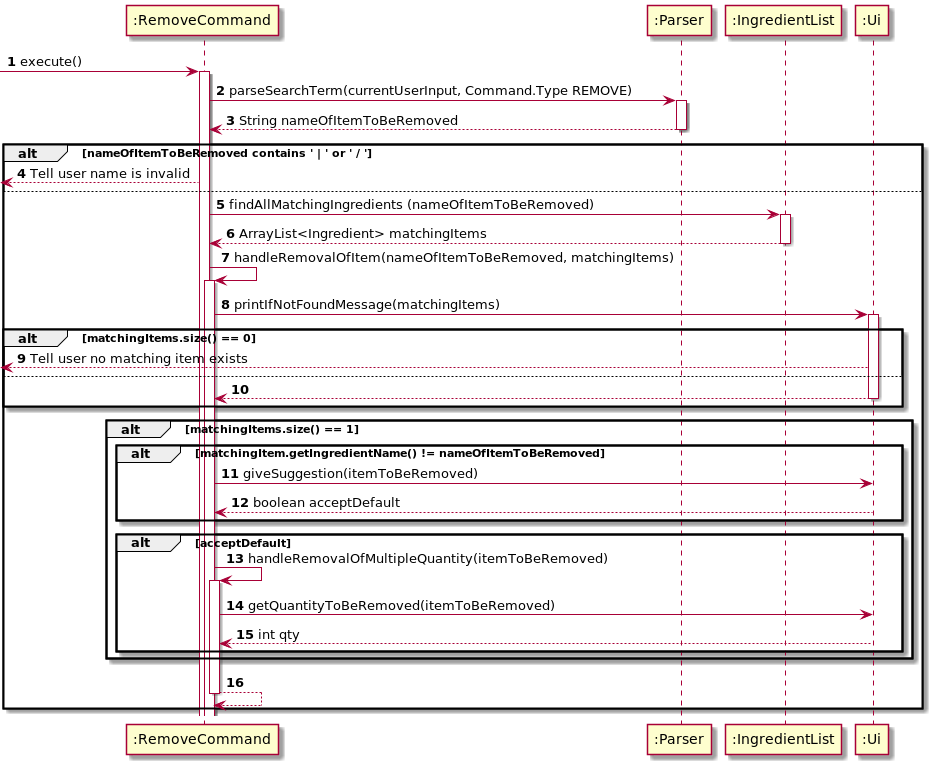 :RemoveCommand :Parser :IngredientList :Ui
1 execute()
2 parseSearchTerm(currentUserInput, Command.Type REMOVE)
3 String nameOfItemToBeRemoved
alt [nameOfItemToBeRemoved contains ' | ' or ' / ']
4 Tell user name is invalid
5 findAllMatchingIngredients (nameOfItemToBeRemoved)
6 ArrayList<Ingredient> matchingItems
7 handleRemovalOfItem(nameOfItemToBeRemoved, matchingItems)
8 printIfNotFoundMessage(matchingItems)
alt [matchingItems.size() == 0]
9 Tell user no matching item exists
10
alt [matchingItems.size() == 1]
alt [matchingItem.getIngredientName() != nameOfItemToBeRemoved]
11 giveSuggestion(itemToBeRemoved)
12 boolean acceptDefault
alt [acceptDefault]
13 handleRemovalOfMultipleQuantity(itemToBeRemoved)
14 getQuantityToBeRemoved(itemToBeRemoved)
15 int qty
16
:RemoveCommand :Parser :IngredientList :Ui